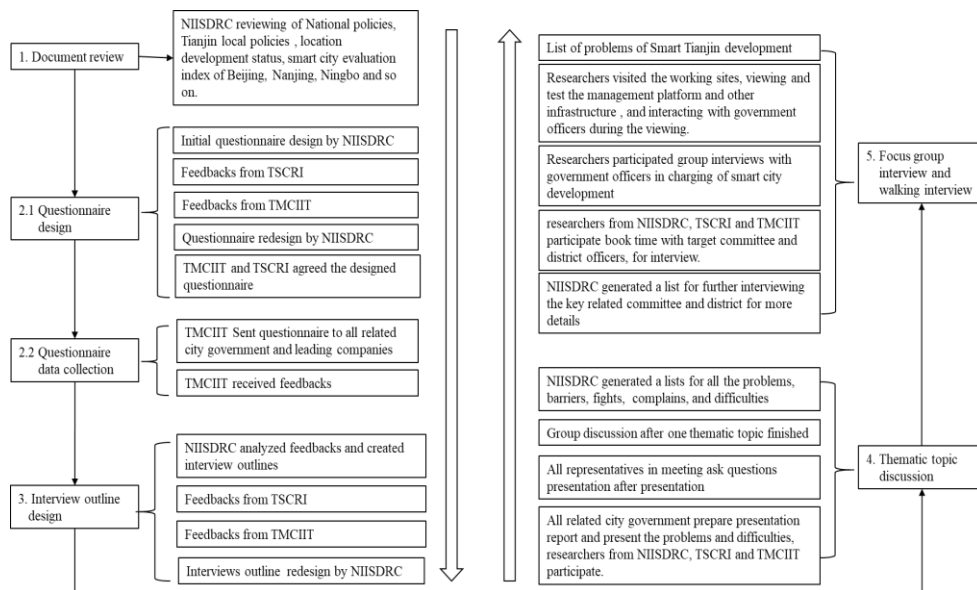 1. Document review
NIISDRC reviewing of National policies,
Tianjin local policies , location
development status, smart city evaluation
index of Beijing, Nanjing, Ningbo and so
on.
2.1 Questionnaire
design
Initial questionnaire design by NIISDRC
Feedbacks from TSCRI
Feedbacks from TMCIIT
Questionnaire redesign by NIISDRC
TMCIIT and TSCRI agreed the designed
questionnaire
2.2 Questionnaire
data collection
TMCIIT Sent questionnaire to all related
city government and leading companies
TMCIIT received feedbacks
3. Interview outline
design
NIISDRC analyzed feedbacks and created
interview outlines
Feedbacks from TSCRI
Feedbacks from TMCIIT
Interviews outline redesign by NIISDRC
List of problems of Smart Tianjin development
Researchers visited the working sites, viewing and
test the management platform and other
infrastructure , and interacting with government
officers during the viewing.
Researchers participated group interviews with
government officers in charging of smart city
development
researchers from NIISDRC, TSCRI and TMCIIT
participate book time with target committee and
district officers, for interview.
NIISDRC generated a list for further interviewing
the key related committee and district for more
details
5. Focus group
interview and
walking interview
NIISDRC generated a lists for all the problems,
barriers, fights,  complains, and difficulties
Group discussion after one thematic topic finished
All representatives in meeting ask questions
presentation after presentation
All related city government prepare presentation
report and present the problems and difficulties,
researchers from NIISDRC, TSCRI and TMCIIT
participate.
4. Thematic topic
discussion